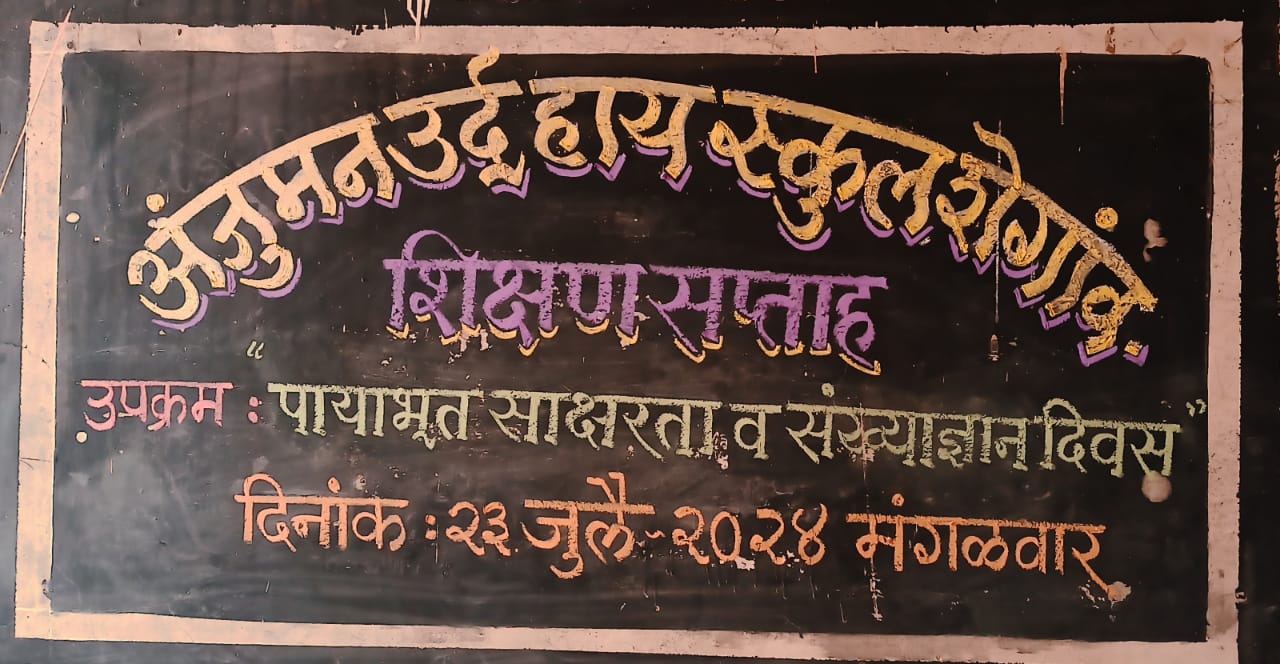 अंजुमन उर्दू हाय स्कुल शेगांव.
शिक्षण सप्ताह
उपक्रम : "पायाभूत साक्षरता व संख्याज्ञान दिवस"
दिनांक : २३ जुलै - २०२४ मंगळवार